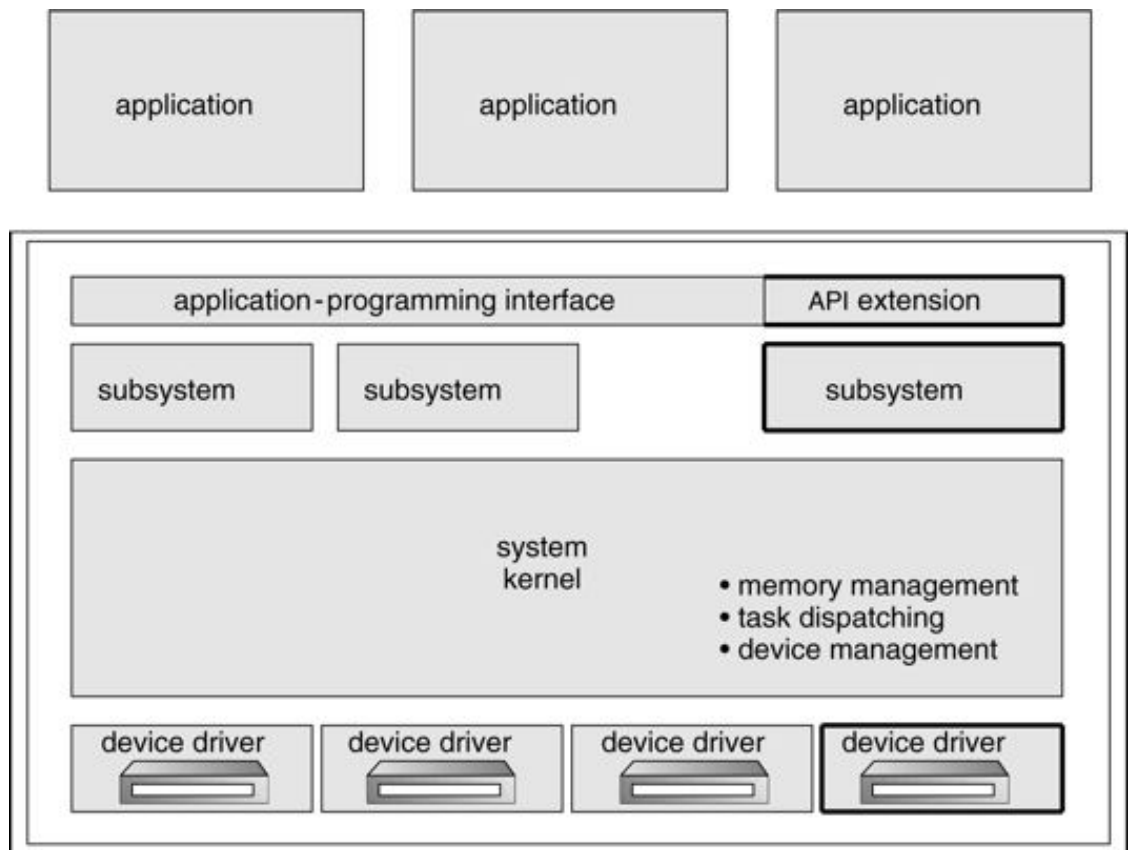 application
application
application
application-programming interface
API extension
subsystem
subsystem
subsystem
system
kernel
• memory management
• task dispatching
• device management
device driver
device driver
device driver
device driver